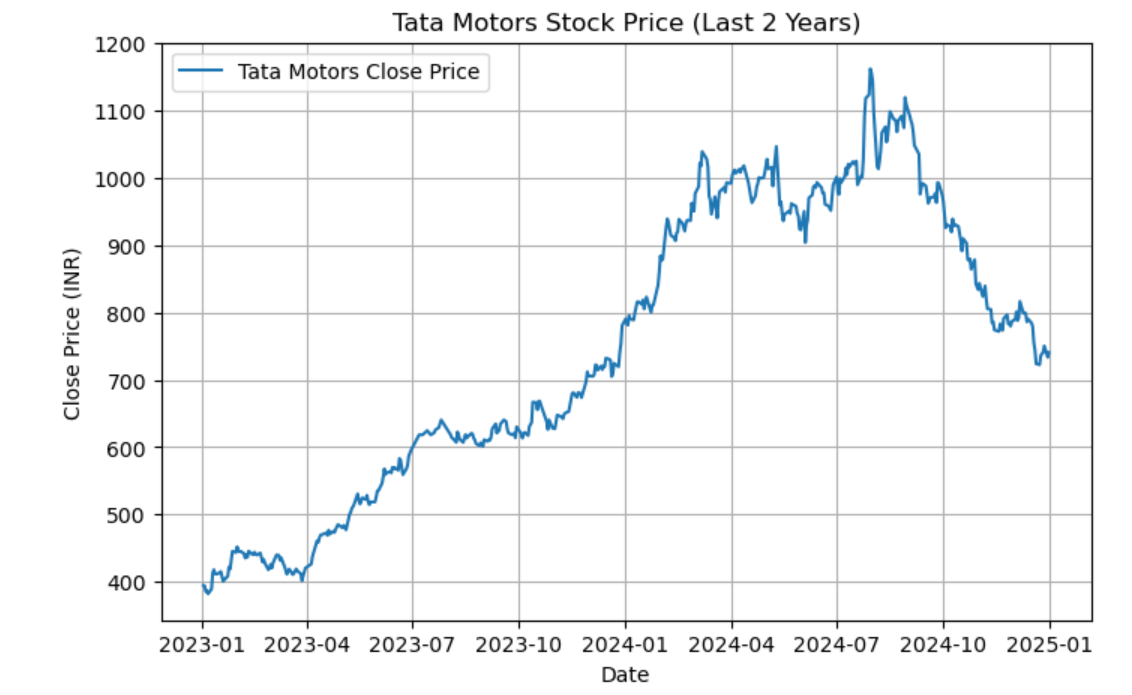 Tata Motors Stock Price (Last 2 Years)
Tata Motors Close Price
Close Price (INR)
1200
1100
1000
900
800
700
600
500
400
2023-01 2023-04 2023-07 2023-10 2024-01 2024-04 2024-07 2024-10 2025-01
Date